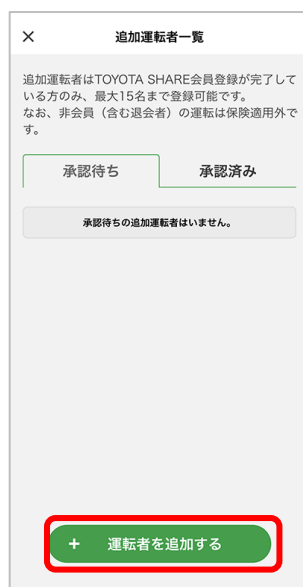 × 追加運転者一覧
追加運転者はTOYOTA SHARE会員登録が完了して
いる方のみ、最大15名まで登録可能です。
なお、非会員（含む退会者）の運転は保険適用外で
す。
承認待ち 承認済み
承認待ちの追加運転者はいません。
+ 運転者を追加する